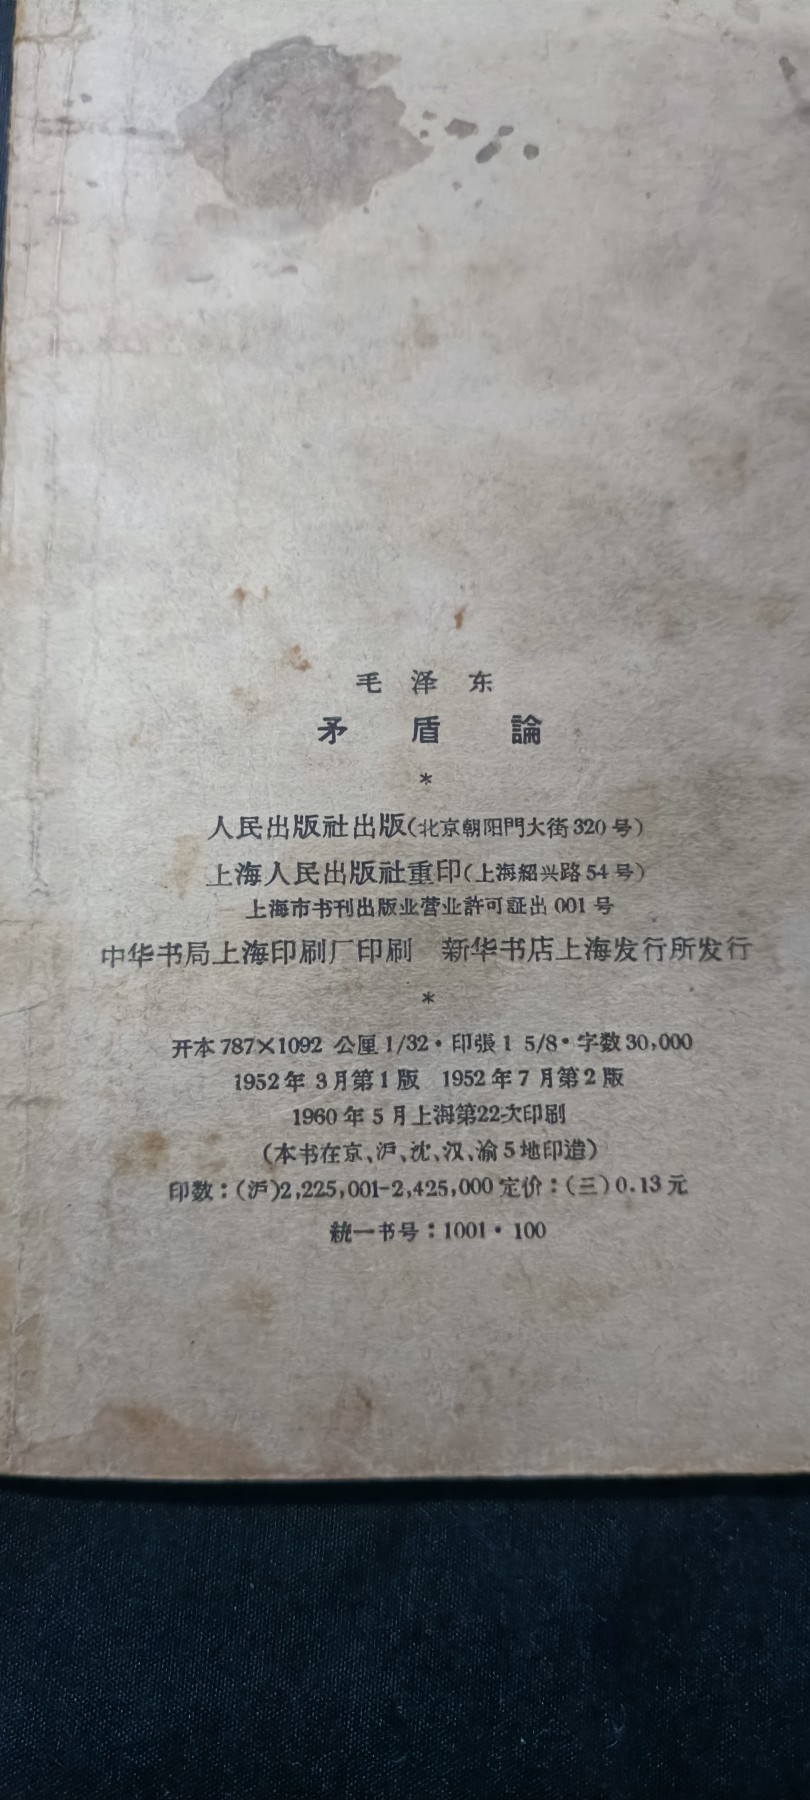 毛泽东
矛盾論
*
人民出版社出版(北京朝阳門大街320号)
上海人民出版社重印(上海紹兴路54号)
上海市书刊出版业营业許可証出001号
中华书局上海印刷厂印刷 新华书店上海发行所发行
*
开本787×1092 公厘1/32·印張1 5/8·字数30,000
1952年3月第1版 1952年7月第2版
1960年5月上海第22次印刷
(本书在京、沪、沈、汉、渝5地印造)
印数:(沪)2,225,001-2,425,000 定价:(三)0.13元
統一书号:1001·100